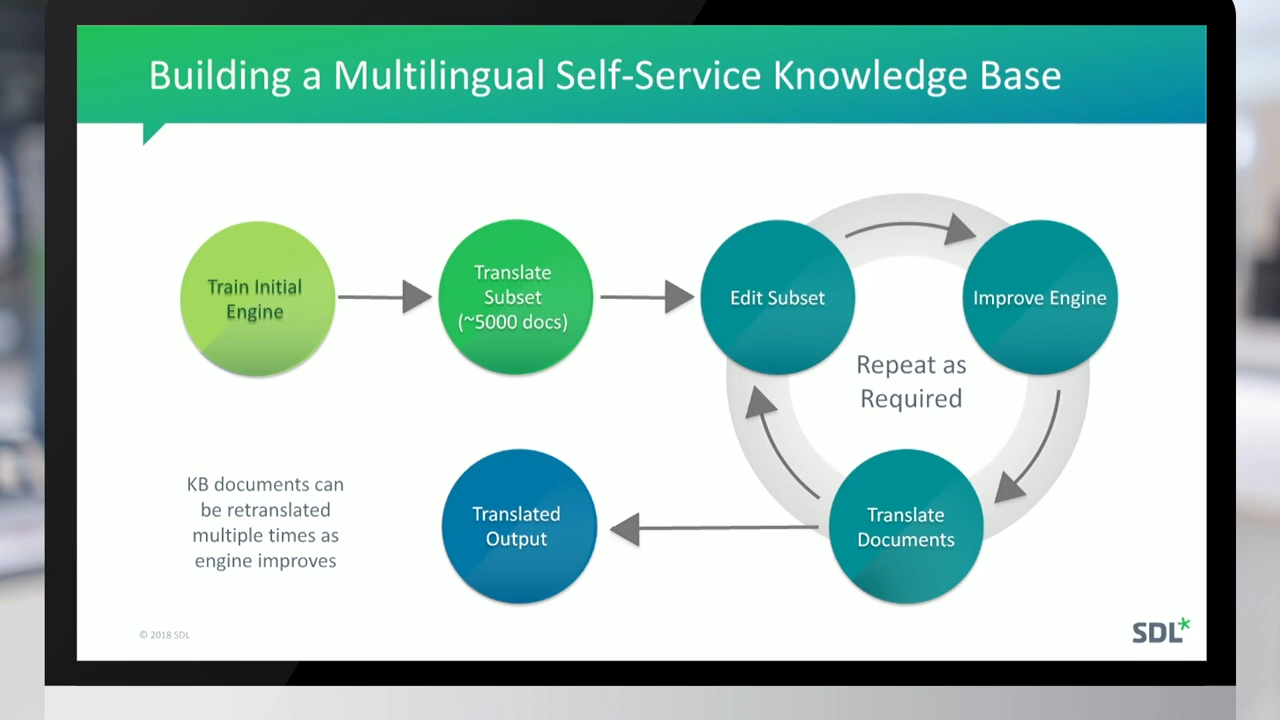 Building a Multilingual Self-Service Knowledge Base
Train Initial
Engine
Translate
Subset
(~5000 docs)
Edit Subset
Improve Engine
Repeat as
Required
Translate
Documents
Translated
Output
KB documents can
be retranslated
multiple times as
engine improves
© 2018 SDL
SDL*